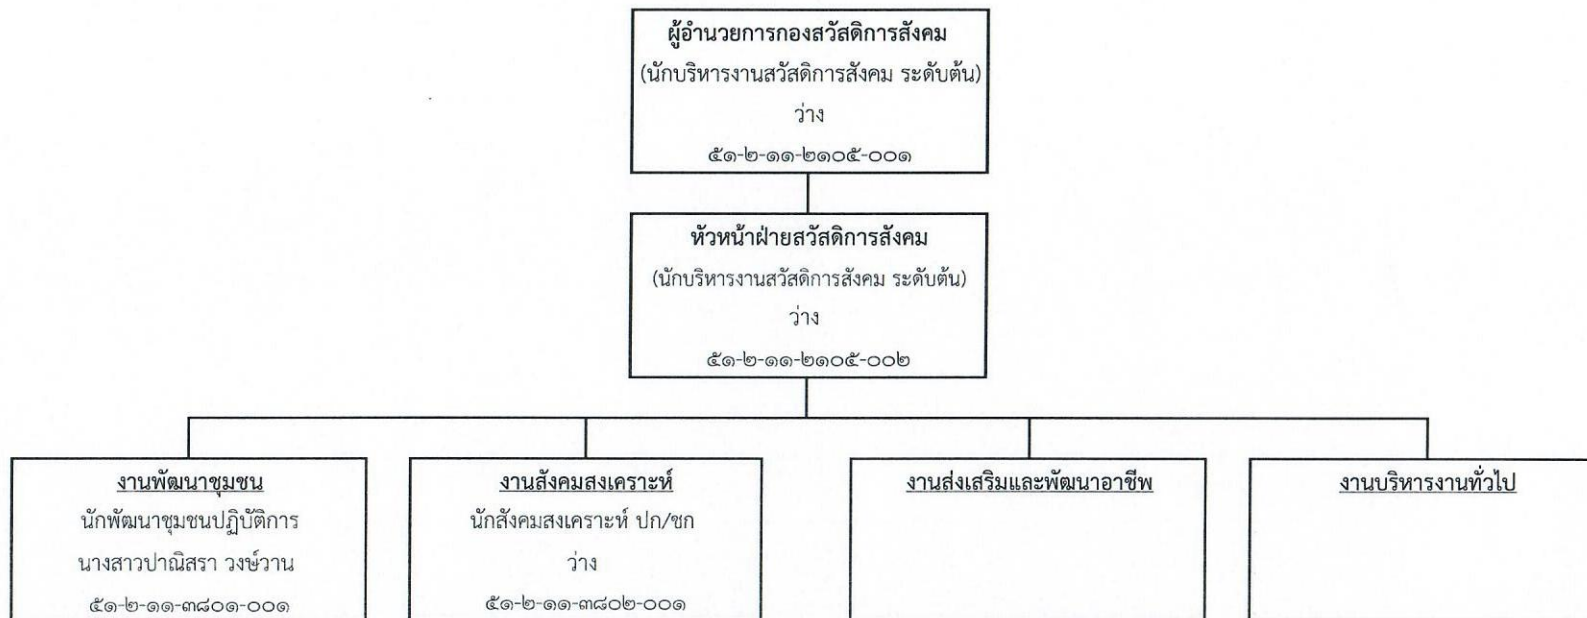 ผู้อำนวยการกองสวัสดิการสังคม
(นักบริหารงานสวัสดิการสังคม ระดับต้น)
ว่าง
๕๑-๒-๑๑-๒๑๐๕-๐๐๑
หัวหน้าฝ่ายสวัสดิการสังคม
(นักบริหารงานสวัสดิการสังคม ระดับต้น)
ว่าง
๕๑-๒-๑๑-๒๑๐๕-๐๐๒
งานพัฒนาชุมชน
นักพัฒนาชุมชนปฏิบัติการ
นางสาวปาณิสรา วงษ์วาน
๕๑-๒-๑๑-๓๘๐๑-๐๐๑
งานสังคมสงเคราะห์
นักสังคมสงเคราะห์ ปก/ชก
ว่าง
๕๑-๒-๑๑-๓๘๐๒-๐๐๑
งานส่งเสริมและพัฒนาอาชีพ
งานบริหารงานทั่วไป